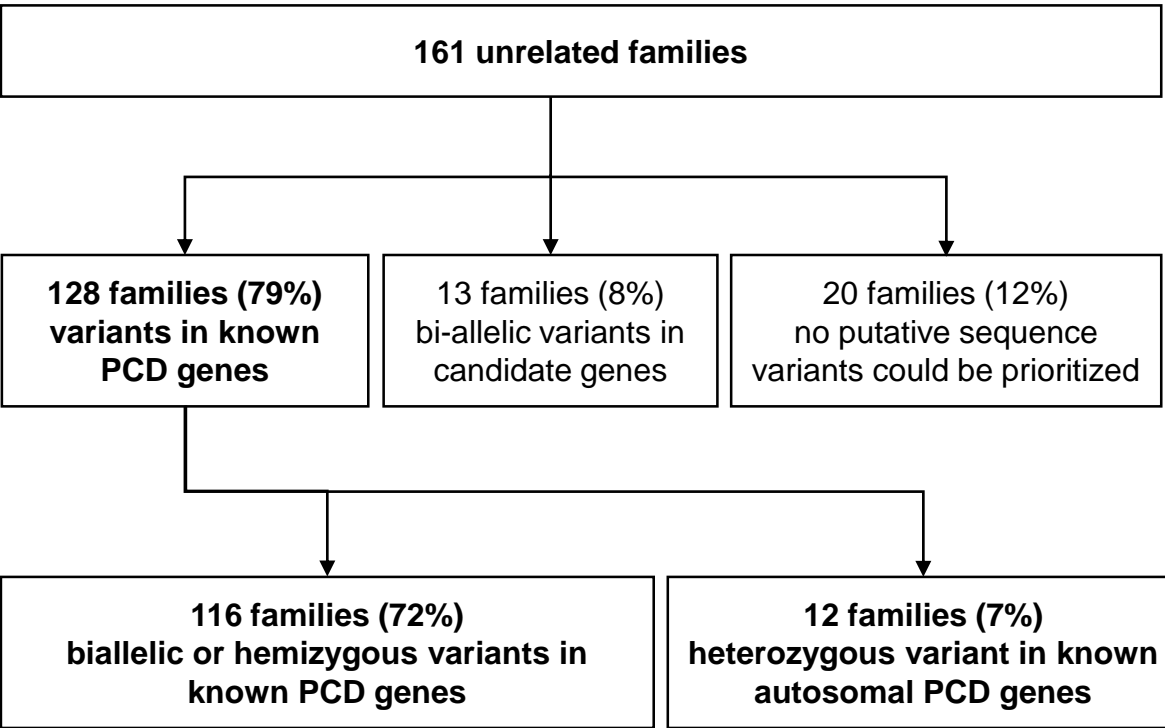 161 unrelated families
128 families (79%)
variants in known
PCD genes
13 families (8%)
bi-allelic variants in
candidate genes
20 families (12%)
no putative sequence
variants could be prioritized
116 families (72%)
biallelic or hemizygous variants in
known PCD genes
12 families (7%)
heterozygous variant in known
autosomal PCD genes